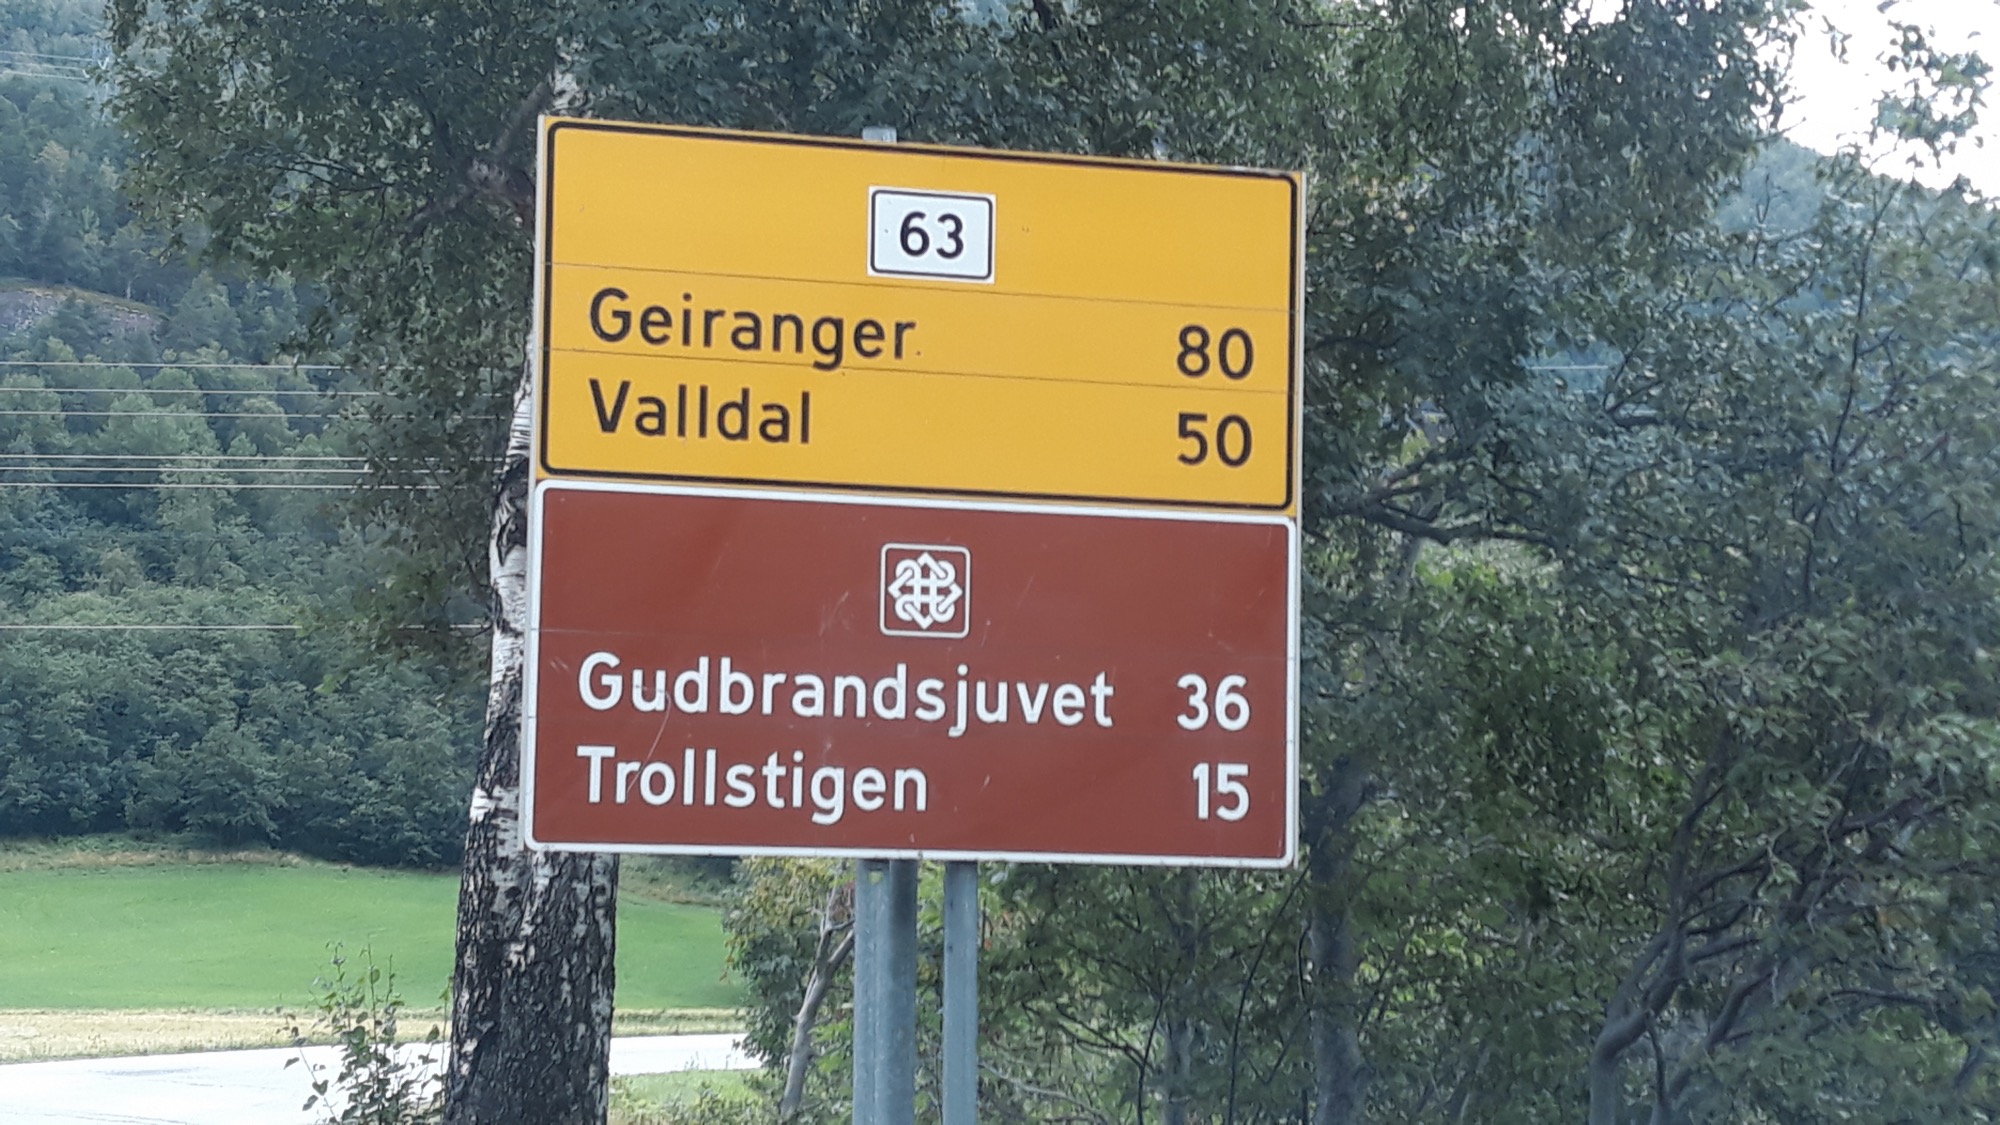 63
Geiranger 80
Valldal 50
Gudbrandsjuvet 36
Trollstigen 15